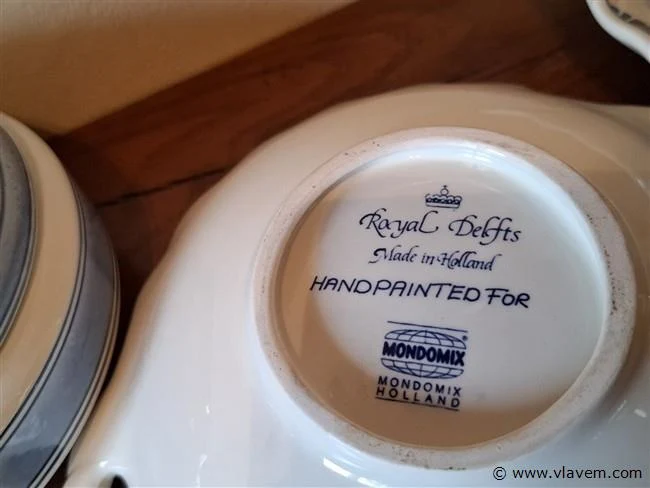 Royal Delfts
Made in Holland
HANDPAINTED FOR
MONDOMIX ®
MONDOMIX
HOLLAND
© www.vlavem.com